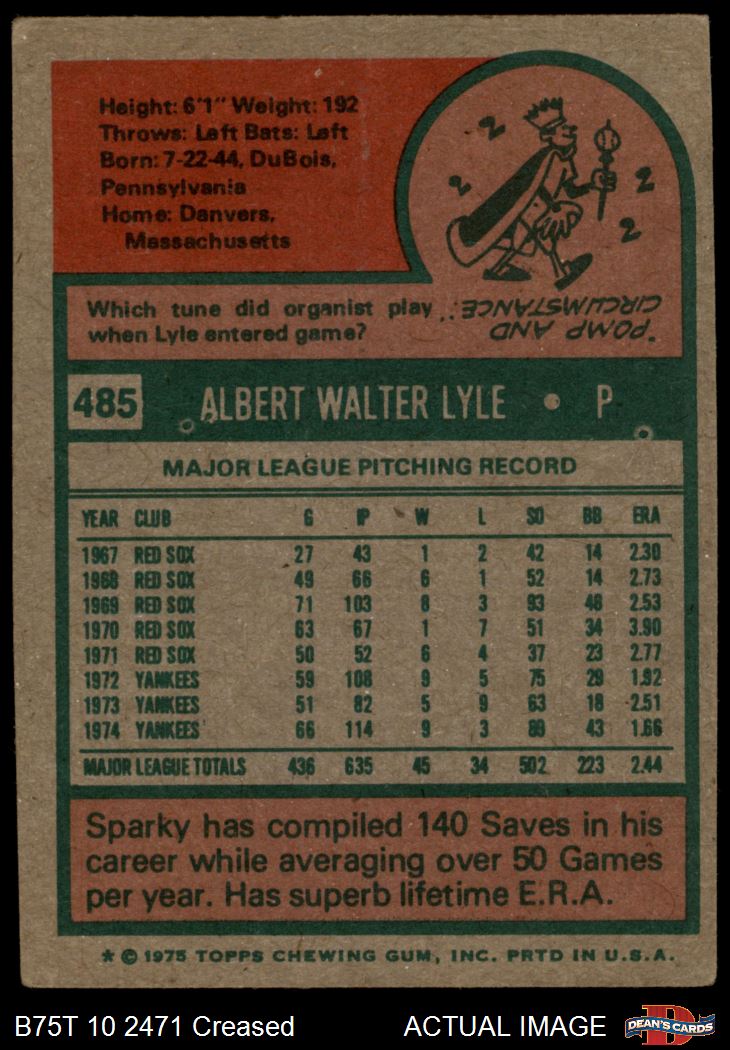 Height: 6'1" Weight: 192
Throws: Left Bats: Left
Born: 7-22-44, DuBois,
Pennsylvania
Home: Danvers,
Massachusetts
2 2 2 2
Which tune did organist play
when Lyle entered game?
"POMP AND
CIRCUMSTANCE."
485 ALBERT WALTER LYLE • P
MAJOR LEAGUE PITCHING RECORD
YEAR CLUB G IP W L SO BB ERA
1967 RED SOX 27 43 1 2 42 14 2.30
1968 RED SOX 49 66 6 1 52 14 2.73
1969 RED SOX 71 103 8 3 93 48 2.53
1970 RED SOX 63 67 1 7 51 34 3.90
1971 RED SOX 50 52 6 4 37 23 2.77
1972 YANKEES 59 108 9 5 75 29 1.92
1973 YANKEES 51 82 5 9 63 18 2.51
1974 YANKEES 66 114 9 3 89 43 1.66
MAJOR LEAGUE TOTALS 436 635 45 34 502 223 2.44
Sparky has compiled 140 Saves in his
career while averaging over 50 Games
per year. Has superb lifetime E.R.A.
* © 1975 TOPPS CHEWING GUM, INC. PRTD IN U.S.A.
B75T 10 2471 Creased ACTUAL IMAGE
D
DEAN'S CARDS